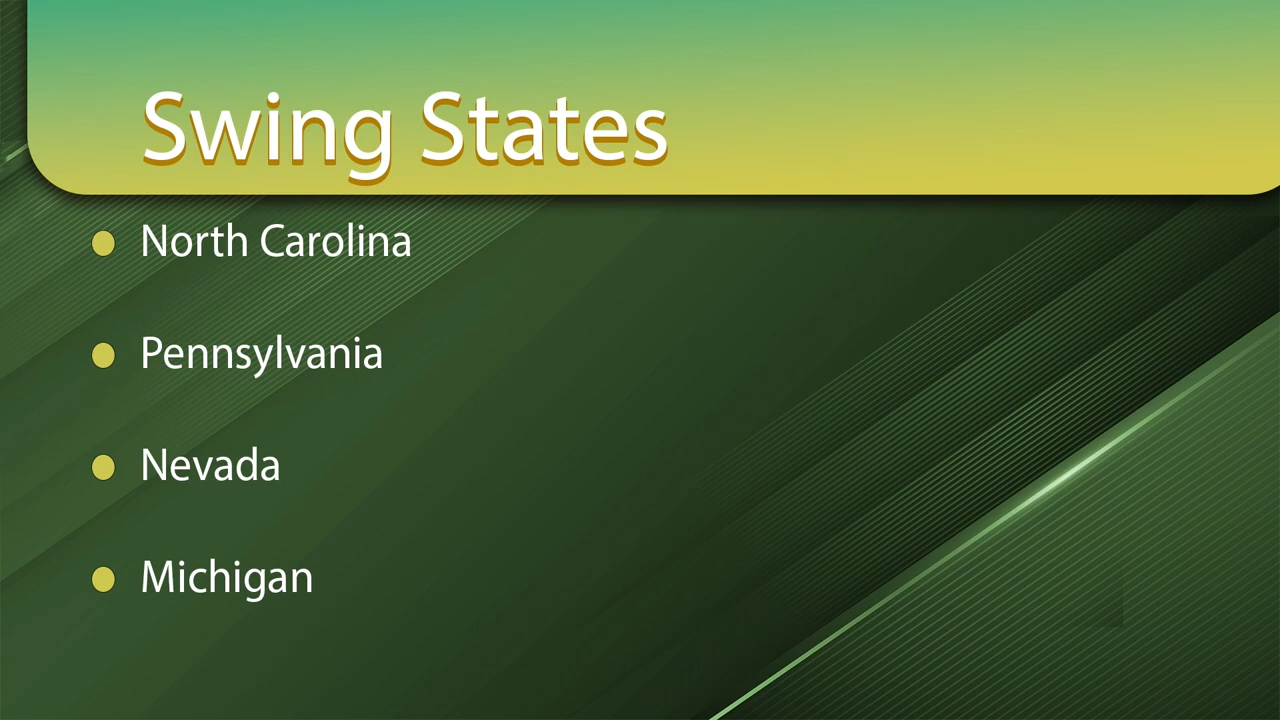 Swing States
North Carolina
Pennsylvania
Nevada
Michigan